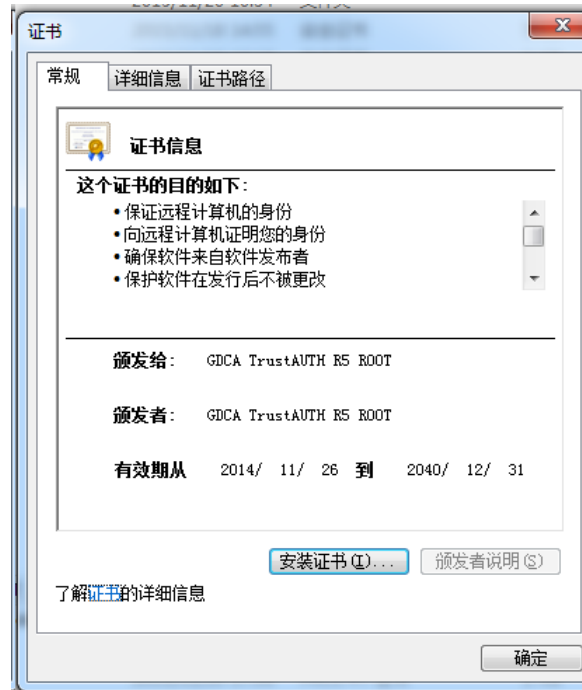 证书
常规
详细信息
证书路径
证书信息
这个证书的目的如下:
• 保证远程计算机的身份
• 向远程计算机证明您的身份
• 确保软件来自软件发布者
• 保护软件在发行后不被更改
颁发给: GDCA TrustAUTH R5 ROOT
颁发者: GDCA TrustAUTH R5 ROOT
有效期从 2014/ 11/ 26 到 2040/ 12/ 31
安装证书(I)...
颁发者说明(S)
了解证书的详细信息
确定